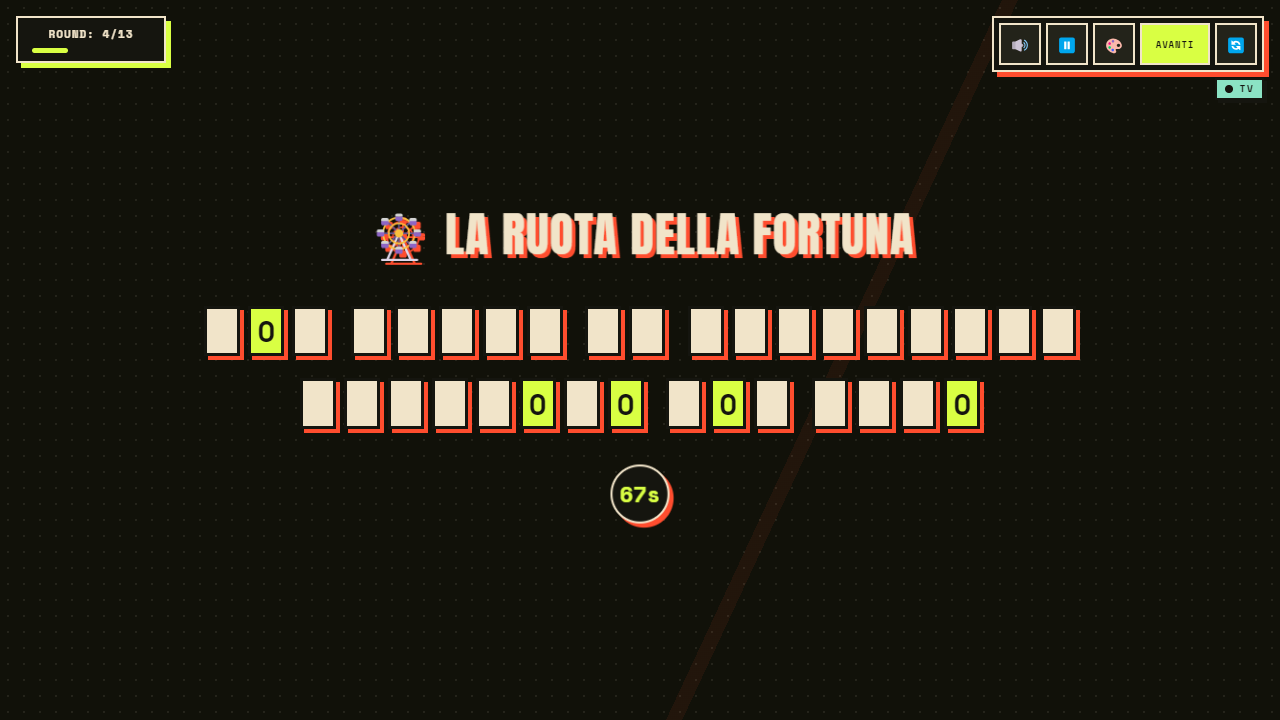 ROUND: 4/13
AVANTI
TV
LA RUOTA DELLA FORTUNA
O
O O O O
67s